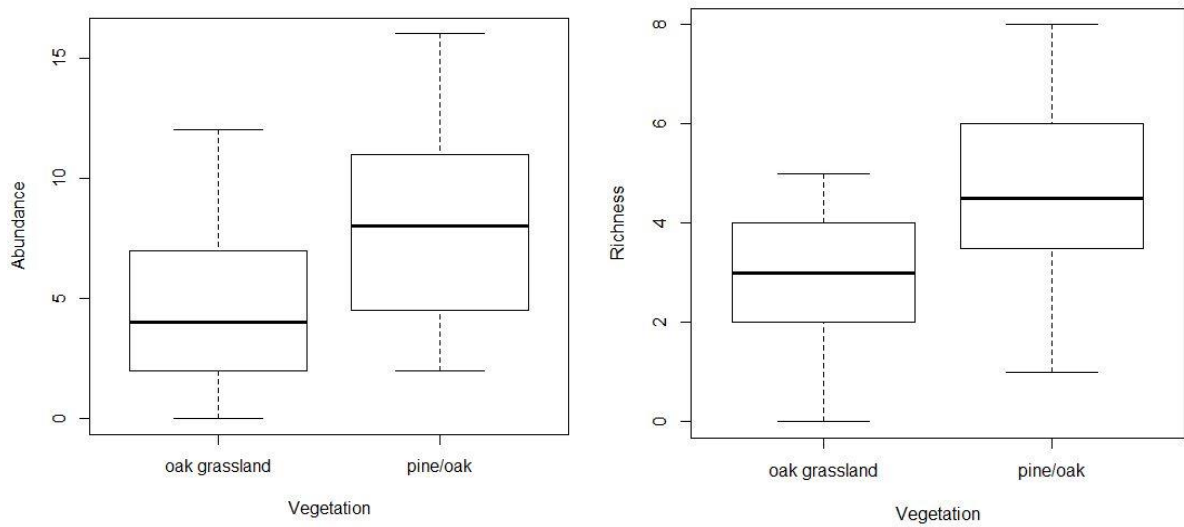 Abundance
15
10
5
0
oak grassland
pine/oak
Vegetation
Richness
8
6
4
2
0
oak grassland
pine/oak
Vegetation